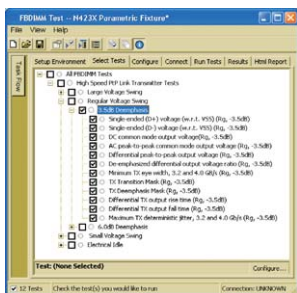 FBDIMM Test -- N423X Parametric Fixture*
File View Help
Task Flow
Setup Environment Select Tests Configure Connect Run Tests Results Html Report
All FBDIMM Tests
High Speed PtP Link Transmitter Tests
Large Voltage Swing
Regular Voltage Swing
3.5dB Deemphasis
Single-ended (D+) voltage (w.r.t. VSS) (Rg, -3.5dB)
Single-ended (D-) voltage (w.r.t. VSS) (Rg, -3.5dB)
DC common mode output voltage(Rg, -3.5dB)
AC peak-to-peak common mode output voltage (Rg, -3.5dB)
Differential peak-to-peak output voltage (Rg, -3.5dB)
De-emphasized differential output voltage ratio (Rg, -3.5dB)
Minimum TX eye width, 3.2 and 4.0 Gb/s (Rg, -3.5dB)
TX Transition Mask (Rg, -3.5dB)
TX Deemphasis Mask (Rg, -3.5dB)
Differential TX output rise time (Rg, -3.5dB)
Differential TX output fall time (Rg, -3.5dB)
Maximum TX deterministic jitter, 3.2 and 4.0 Gb/s (Rg, -3.5dB)
6.0dB Deemphasis
Small Voltage Swing
Electrical Idle
Test: (None Selected)
Configure...
12 Tests Check the test(s) you would like to run Connection: UNKNOWN